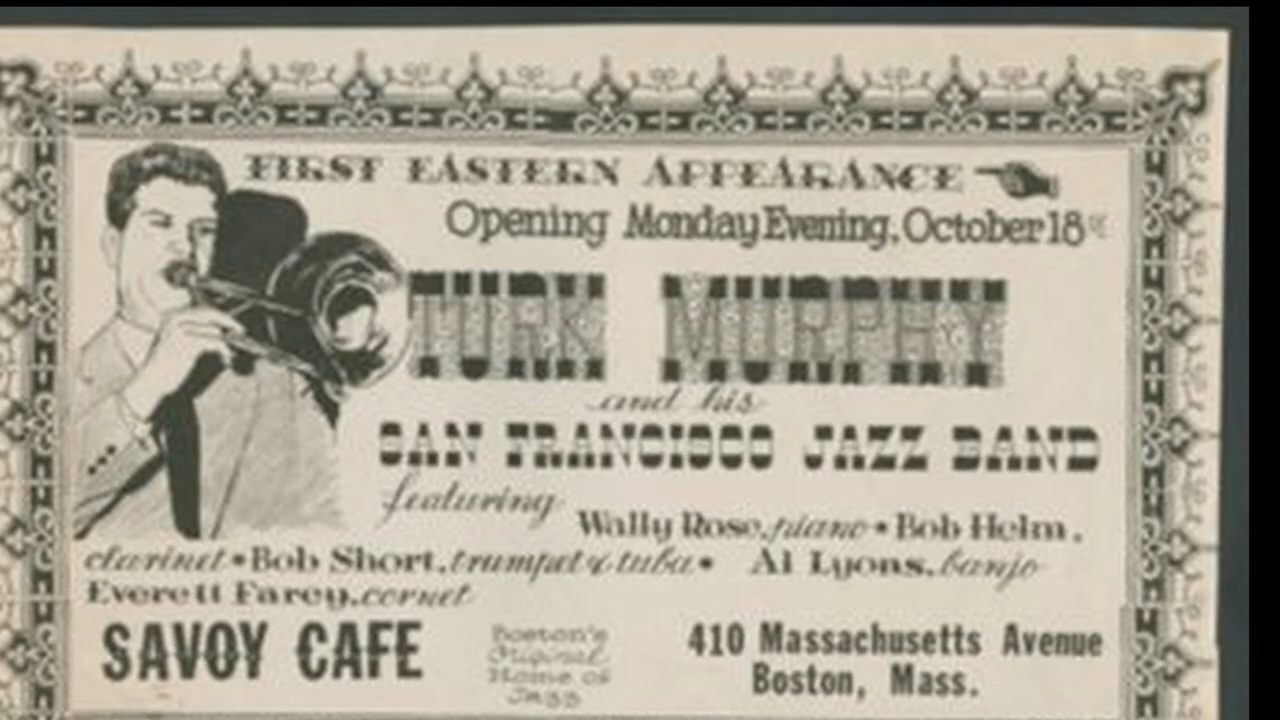 FIRST EASTERN APPEARANCE
Opening Monday Evening, October 18
TURK MURPHY
and his
SAN FRANCISCO JAZZ BAND
featuring
Wally Rose, piano • Bob Helm,
clarinet • Bob Short, trumpet & tuba • Al Lyons, banjo
Everett Farey, cornet
SAVOY CAFE
Boston's
Original
Home of
Jazz
410 Massachusetts Avenue
Boston, Mass.